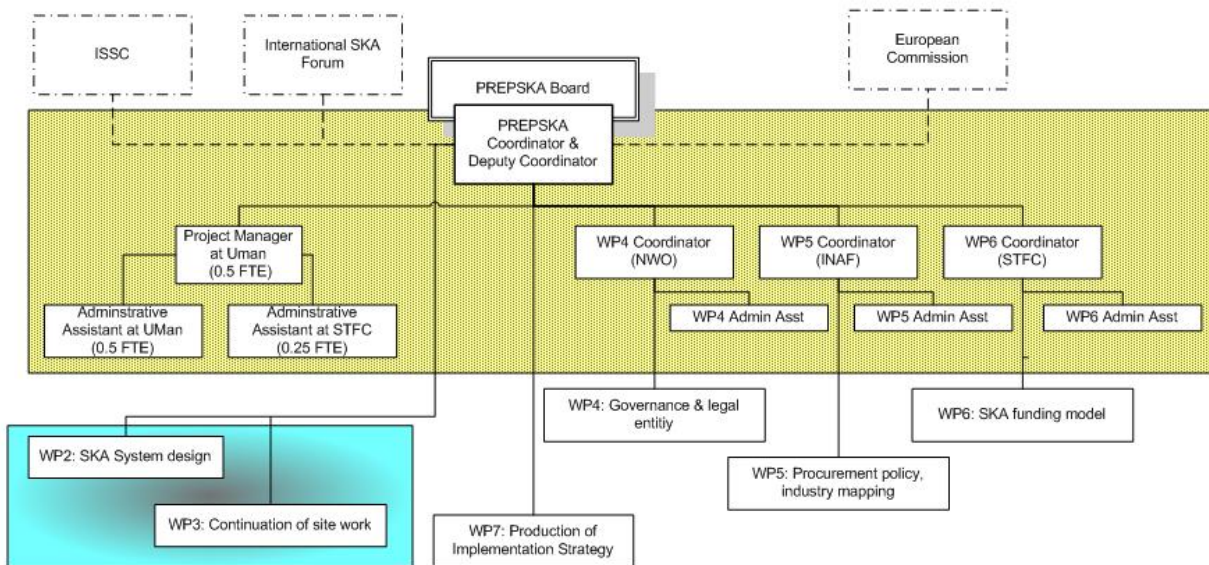 ISSC
International SKA
Forum
European
Commission
PREPSKA Board
PREPSKA
Coordinator &
Deputy Coordinator
Project Manager
at Uman
(0.5 FTE)
WP4 Coordinator
(NWO)
WP5 Coordinator
(INAF)
WP6 Coordinator
(STFC)
Adminstrative
Assistant at UMan
(0.5 FTE)
Adminstrative
Assistant at STFC
(0.25 FTE)
WP4 Admin Asst
WP5 Admin Asst
WP6 Admin Asst
WP4: Governance & legal
entitiy
WP6: SKA funding model
WP2: SKA System design
WP5: Procurement policy,
industry mapping
WP3: Continuation of site work
WP7: Production of
Implementation Strategy